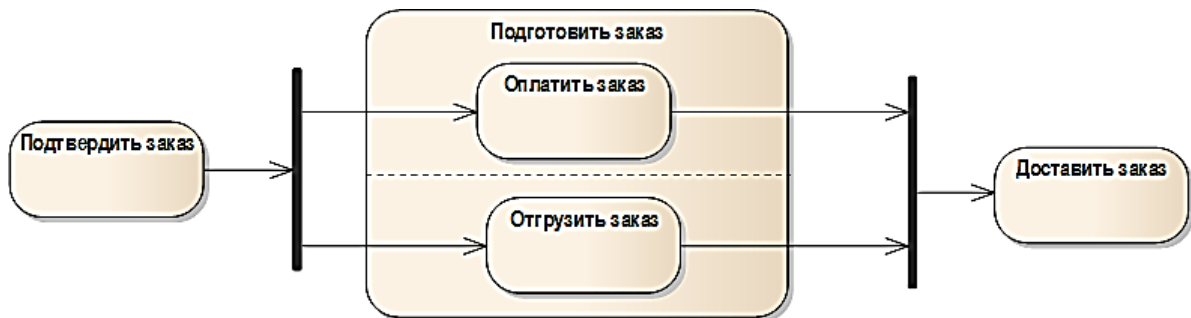 Подготовить заказ
Оплатить заказ
Подтвердить заказ
Доставить заказ
Отгрузить заказ